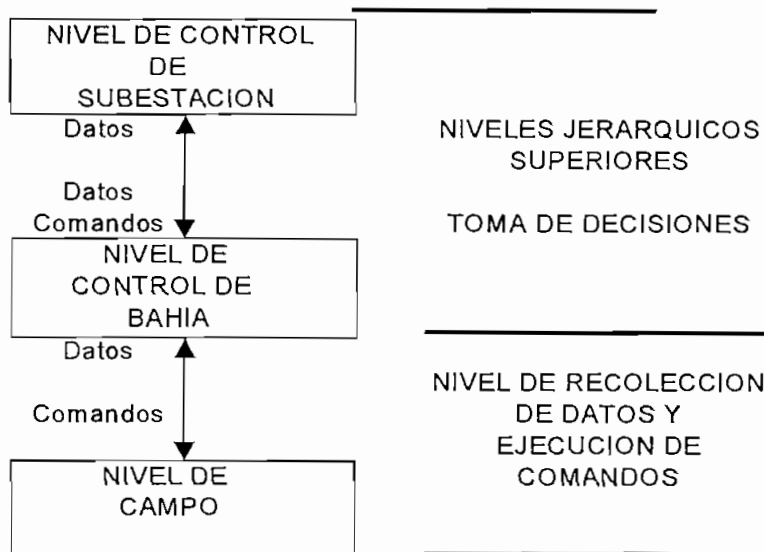 NIVEL DE CONTROL
DE
SUBESTACION
Datos
Datos
Comandos
NIVEL DE
CONTROL DE
BAHIA
Datos
Comandos
NIVEL DE
CAMPO
NIVELES JERARQUICOS
SUPERIORES
TOMA DE DECISIONES
NIVEL DE RECOLECCION
DE DATOS Y
EJECUCION DE
COMANDOS